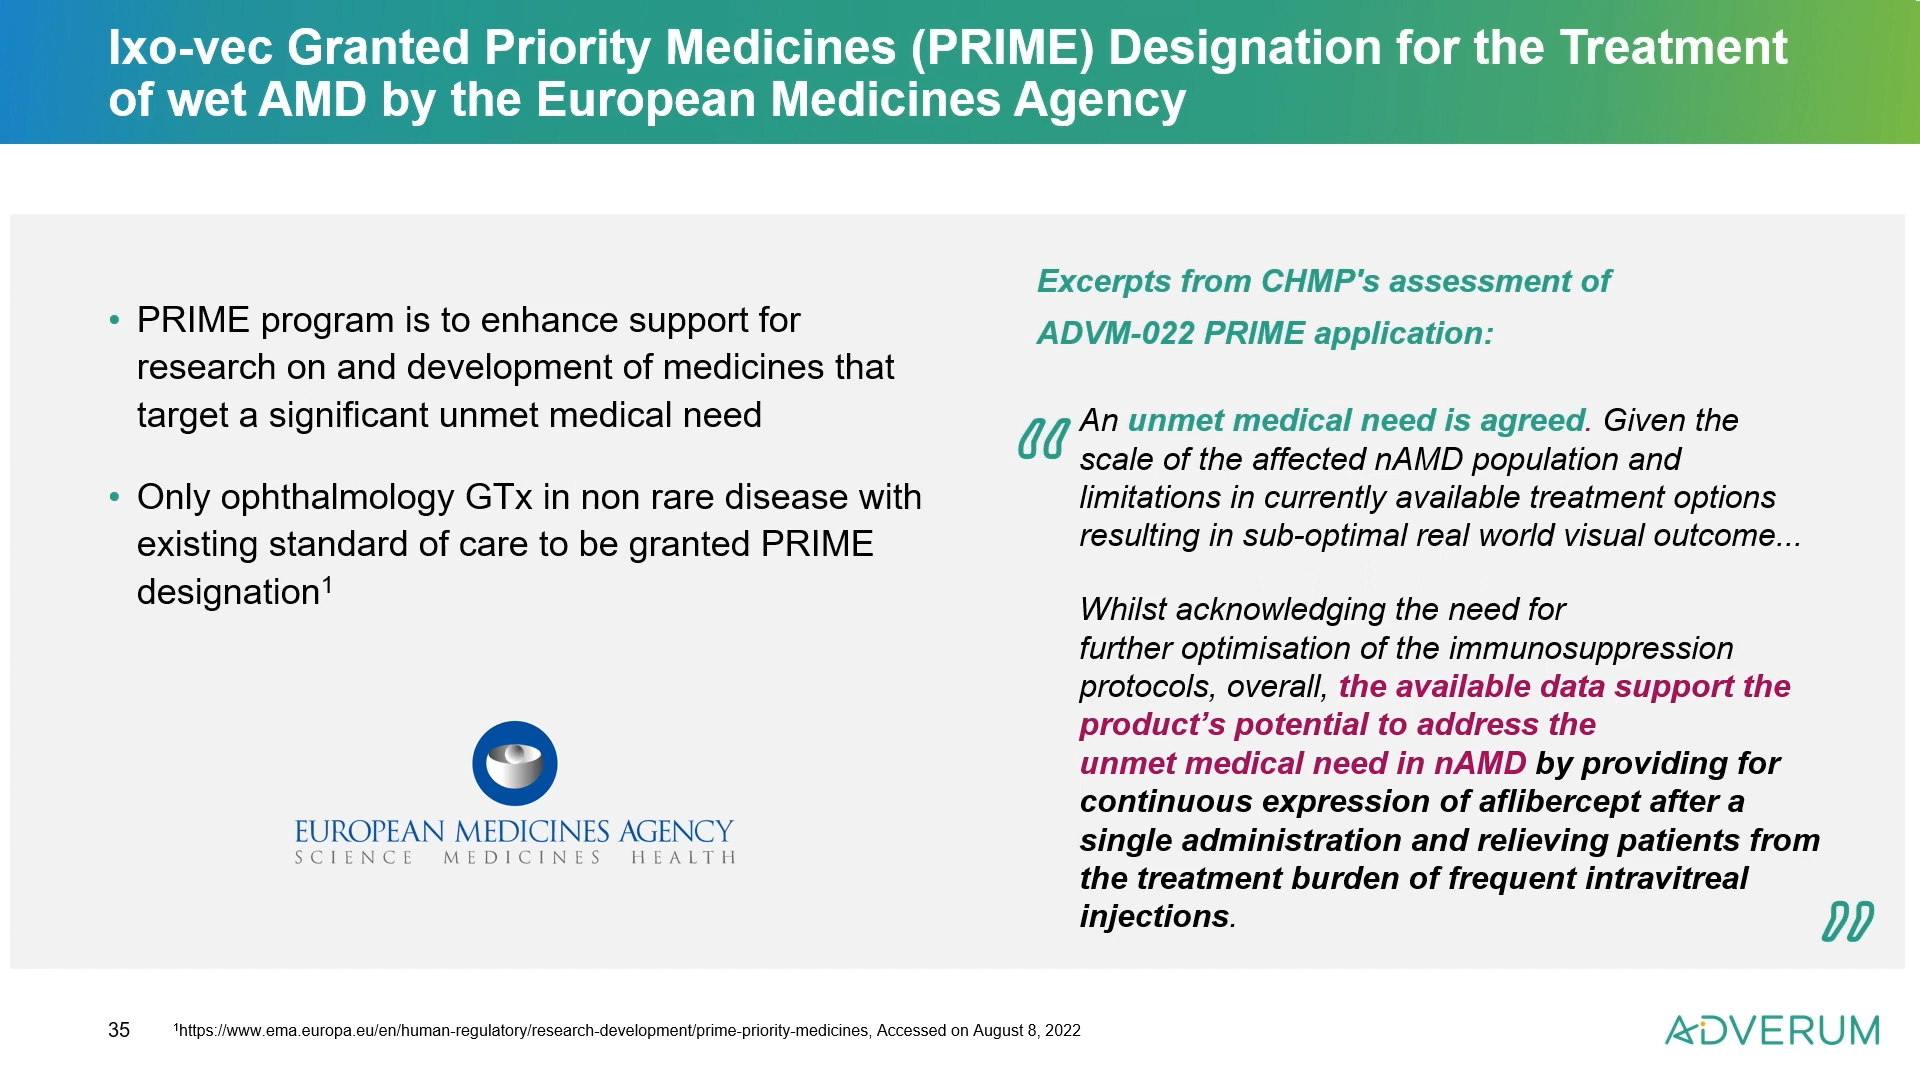 Ixo-vec Granted Priority Medicines (PRIME) Designation for the Treatment
of wet AMD by the European Medicines Agency
• PRIME program is to enhance support for
research on and development of medicines that
target a significant unmet medical need
• Only ophthalmology GTx in non rare disease with
existing standard of care to be granted PRIME
designation¹
EUROPEAN MEDICINES AGENCY
SCIENCE MEDICINES HEALTH
Excerpts from CHMP's assessment of
ADVM-022 PRIME application:
“ An unmet medical need is agreed. Given the
scale of the affected nAMD population and
limitations in currently available treatment options
resulting in sub-optimal real world visual outcome...
Whilst acknowledging the need for
further optimisation of the immunosuppression
protocols, overall, the available data support the
product’s potential to address the
unmet medical need in nAMD by providing for
continuous expression of aflibercept after a
single administration and relieving patients from
the treatment burden of frequent intravitreal
injections. ”
35
¹https://www.ema.europa.eu/en/human-regulatory/research-development/prime-priority-medicines, Accessed on August 8, 2022
ADVERUM